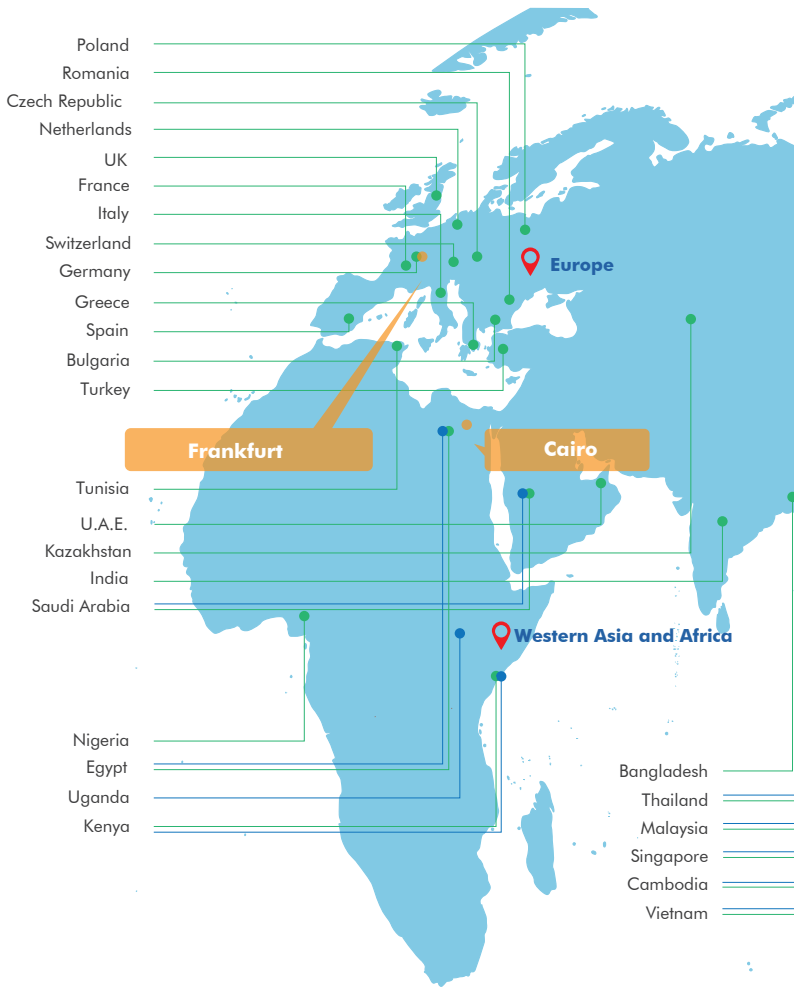 Poland
Romania
Czech Republic
Netherlands
UK
France
Italy
Switzerland
Germany
Europe
Greece
Spain
Bulgaria
Turkey
Frankfurt
Cairo
Tunisia
U.A.E.
Kazakhstan
India
Saudi Arabia
Western Asia and Africa
Nigeria
Egypt
Uganda
Kenya
Bangladesh
Thailand
Malaysia
Singapore
Cambodia
Vietnam